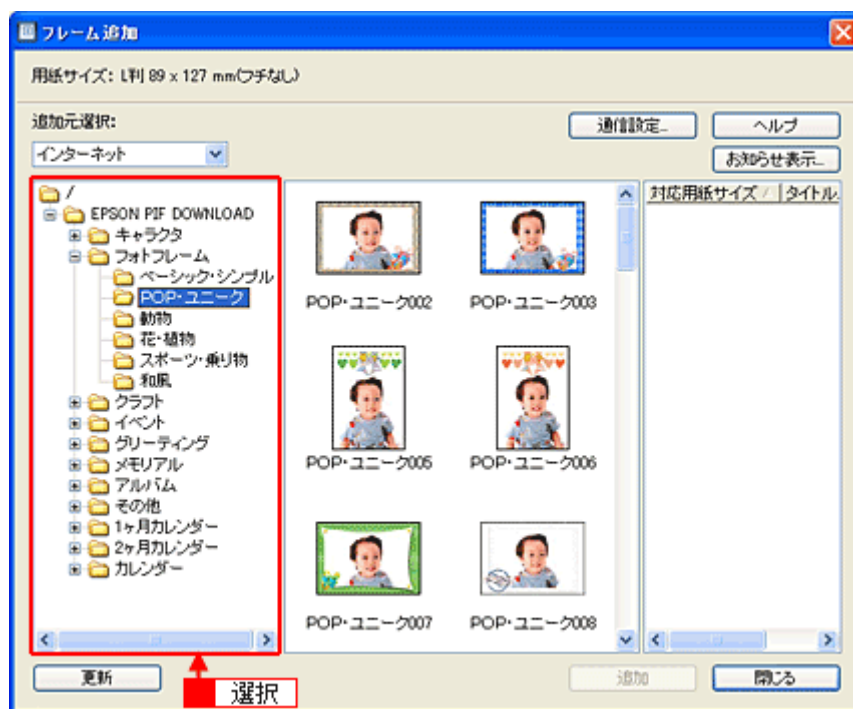 フレーム追加
用紙サイズ: L判 89 x 127 mm(フチなし)
追加元選択:
インターネット
通信設定...
ヘルプ
お知らせ表示...
/
EPSON PIF DOWNLOAD
キャラクタ
フォトフレーム
ベーシック・シンプル
POP・ユニーク
動物
花・植物
スポーツ・乗り物
和風
クラフト
イベント
グリーティング
メモリアル
アルバム
その他
1ヶ月カレンダー
2ヶ月カレンダー
カレンダー
POP・ユニーク002
POP・ユニーク003
POP・ユニーク005
POP・ユニーク006
POP・ユニーク007
POP・ユニーク008
対応用紙サイズ / タイトル
更新
選択
追加
閉じる